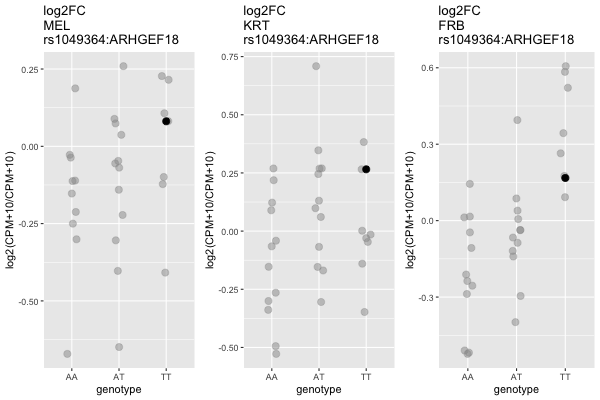 log2FC
MEL
rs1049364:ARHGEF18
log2(CPM+10/CPM+10)
0.25
0.00
-0.25
-0.50
AA AT TT
genotype
log2FC
KRT
rs1049364:ARHGEF18
log2(CPM+10/CPM+10)
0.75
0.50
0.25
0.00
-0.25
-0.50
AA AT TT
genotype
log2FC
FRB
rs1049364:ARHGEF18
log2(CPM+10/CPM+10)
0.6
0.3
0.0
-0.3
AA AT TT
genotype